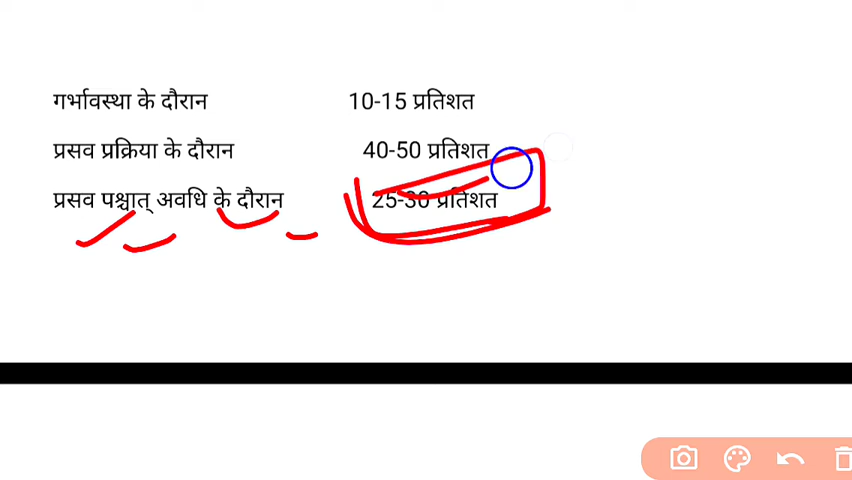 गर्भावस्था के दौरान 10-15 प्रतिशत
प्रसव प्रक्रिया के दौरान 40-50 प्रतिशत
प्रसव पश्चात् अवधि के दौरान 25-30 प्रतिशत